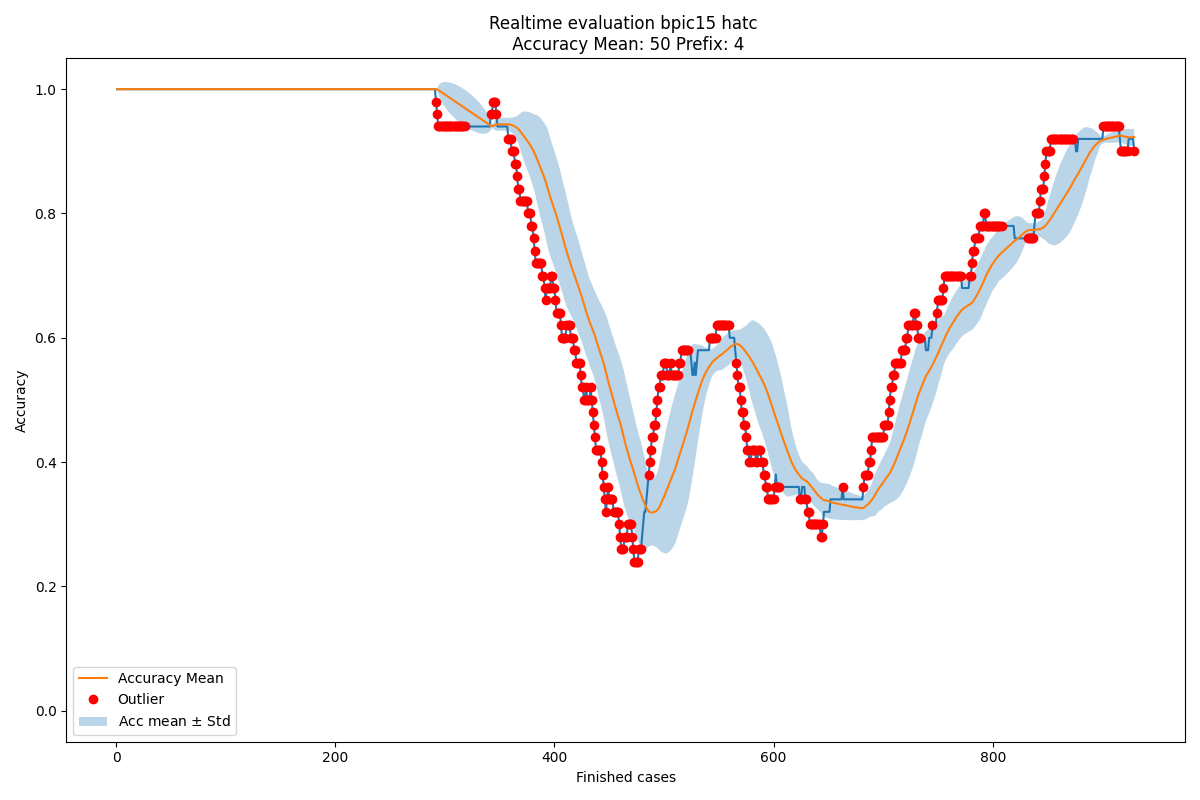 Realtime evaluation bpic15 hatc
Accuracy Mean: 50 Prefix: 4
Accuracy
1.0
0.8
0.6
0.4
0.2
0.0
Accuracy Mean
Outlier
Acc mean ± Std
0 200 400 600 800
Finished cases